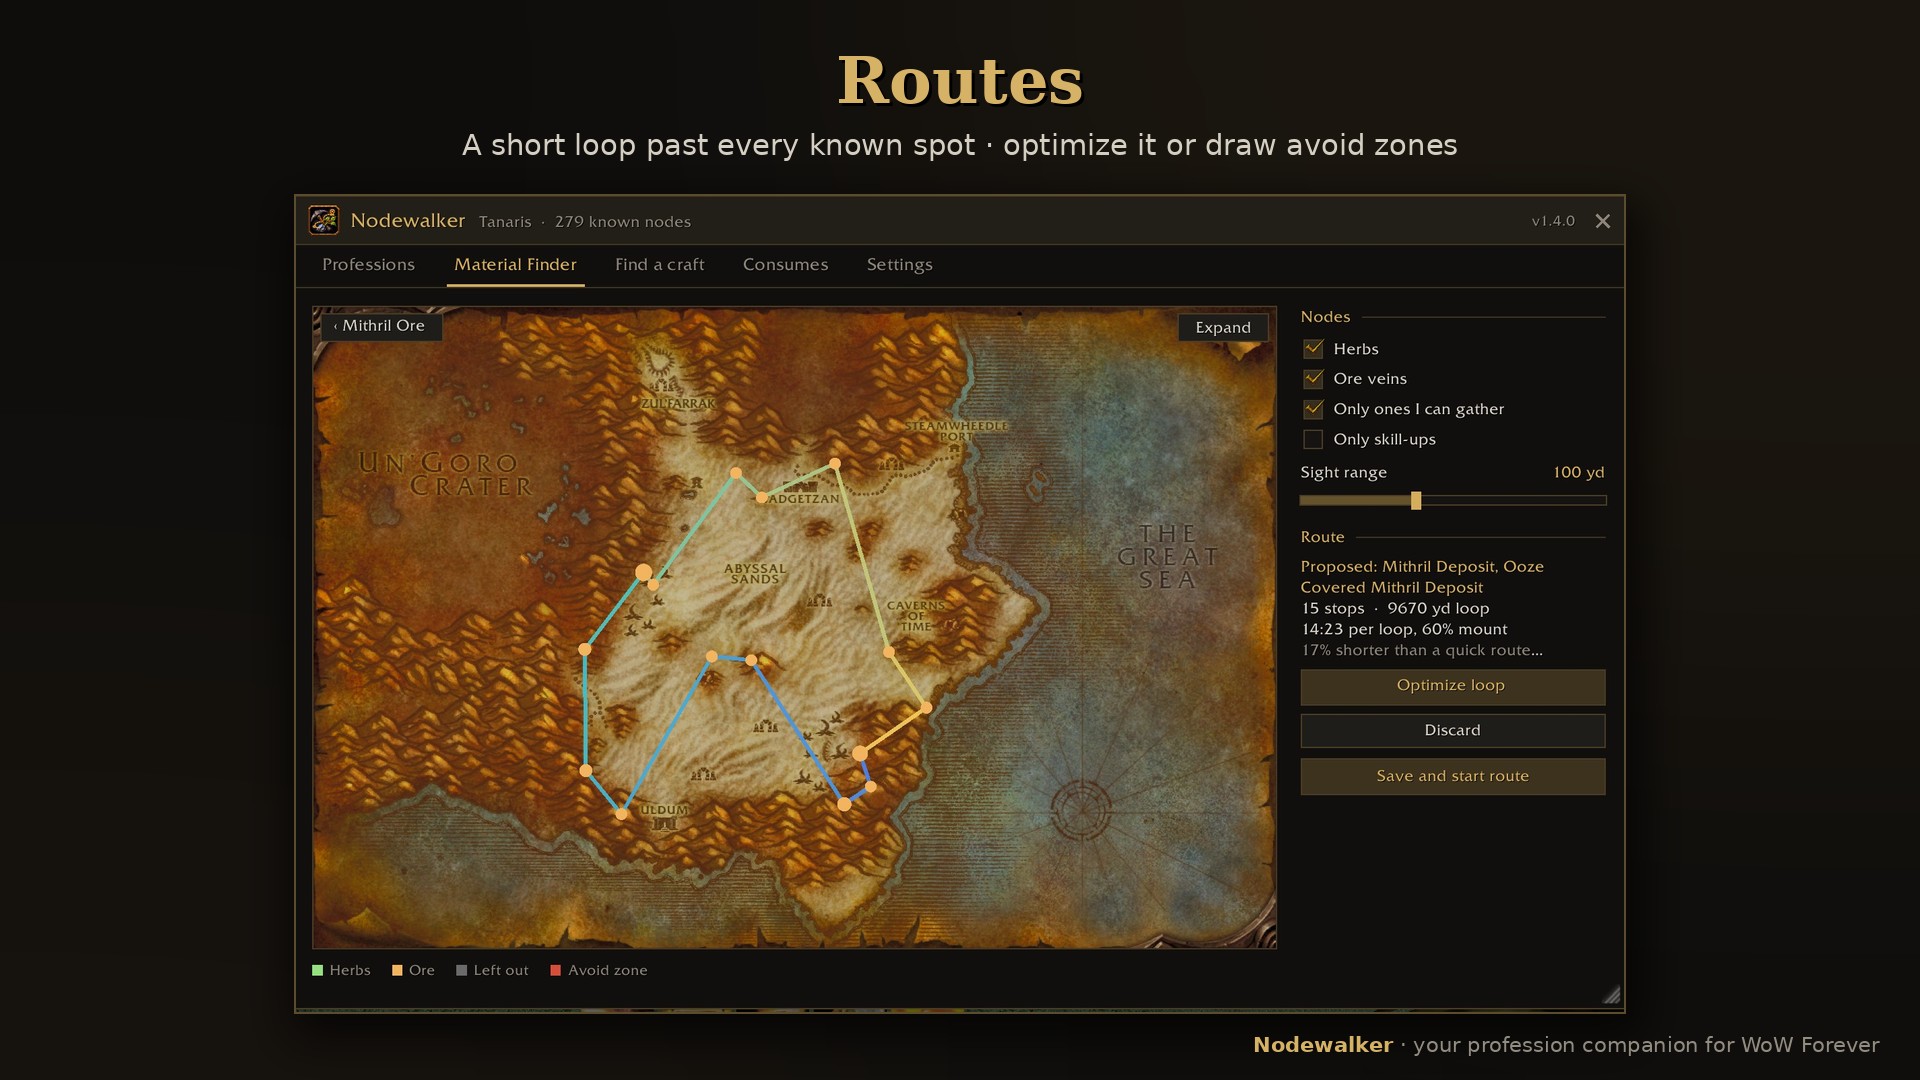 Routes
A short loop past every known spot · optimize it or draw avoid zones
Nodewalker Tanaris · 279 known nodes
v1.4.0
Professions Material Finder Find a craft Consumes Settings
‹ Mithril Ore
Expand
ZUL'FARRAK
STEAMWHEEDLE
PORT
UN'GORO
CRATER
ADGETZAN
THE
GREAT
SEA
ABYSSAL
SANDS
CAVERNS
OF
TIME
ULDUM
Herbs Ore Left out Avoid zone
Nodes
Herbs
Ore veins
Only ones I can gather
Only skill-ups
Sight range 100 yd
Route
Proposed: Mithril Deposit, Ooze
Covered Mithril Deposit
15 stops · 9670 yd loop
14:23 per loop, 60% mount
17% shorter than a quick route...
Optimize loop
Discard
Save and start route
Nodewalker · your profession companion for WoW Forever